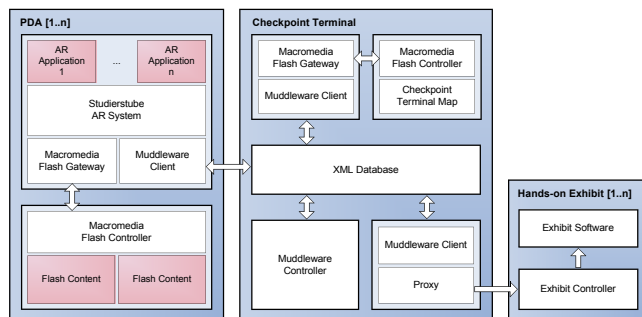 PDA [1..n]
AR
Application
1
...
AR
Application
n
Studierstube
AR System
Macromedia
Flash Gateway
Muddleware
Client
Macromedia
Flash Controller
Flash Content
Flash Content
Checkpoint Terminal
Macromedia
Flash Gateway
Muddleware Client
Macromedia
Flash Controller
Checkpoint
Terminal Map
XML Database
Muddleware
Controller
Muddleware Client
Proxy
Hands-on Exhibit [1..n]
Exhibit Software
Exhibit Controller